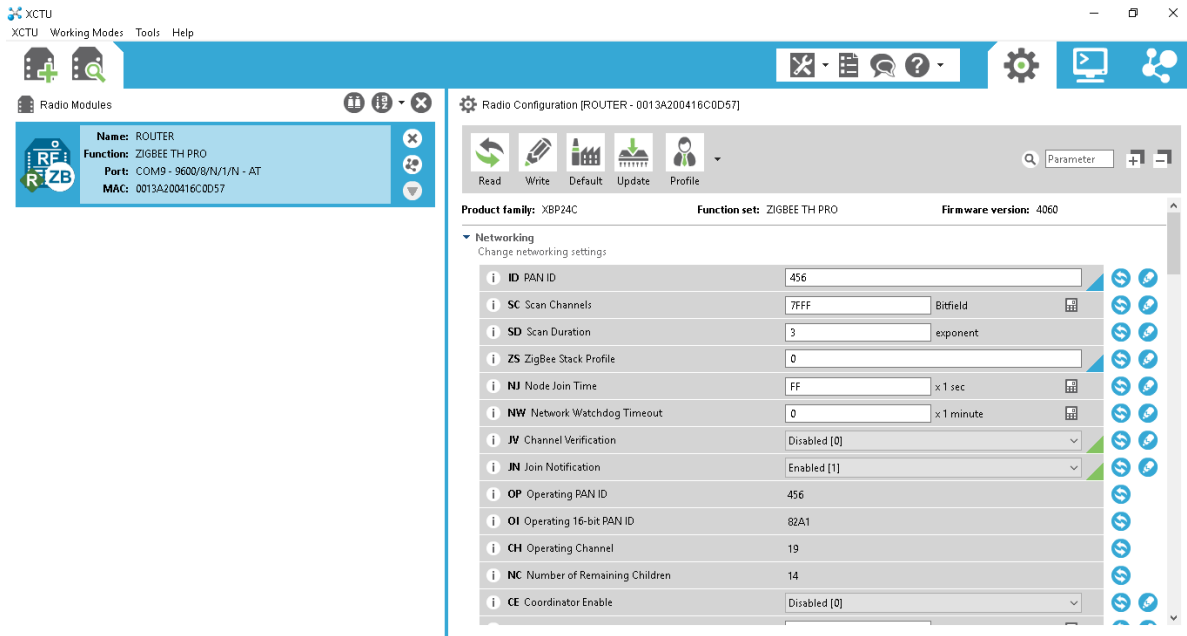 XCTU
XCTU Working Modes Tools Help
Radio Modules
Name: ROUTER
Function: ZIGBEE TH PRO
Port: COM9 - 9600/8/N/1/N - AT
MAC: 0013A200416C0D57
RF
R ZB
Radio Configuration [ROUTER - 0013A200416C0D57]
Read Write Default Update Profile
Parameter
Product family: XBP24C Function set: ZIGBEE TH PRO Firmware version: 4060
Networking
Change networking settings
i ID PAN ID 456
i SC Scan Channels 7FFF Bitfield
i SD Scan Duration 3 exponent
i ZS ZigBee Stack Profile 0
i NJ Node Join Time FF x 1 sec
i NW Network Watchdog Timeout 0 x 1 minute
i JV Channel Verification Disabled [0]
i JN Join Notification Enabled [1]
i OP Operating PAN ID 456
i OI Operating 16-bit PAN ID 82A1
i CH Operating Channel 19
i NC Number of Remaining Children 14
i CE Coordinator Enable Disabled [0]